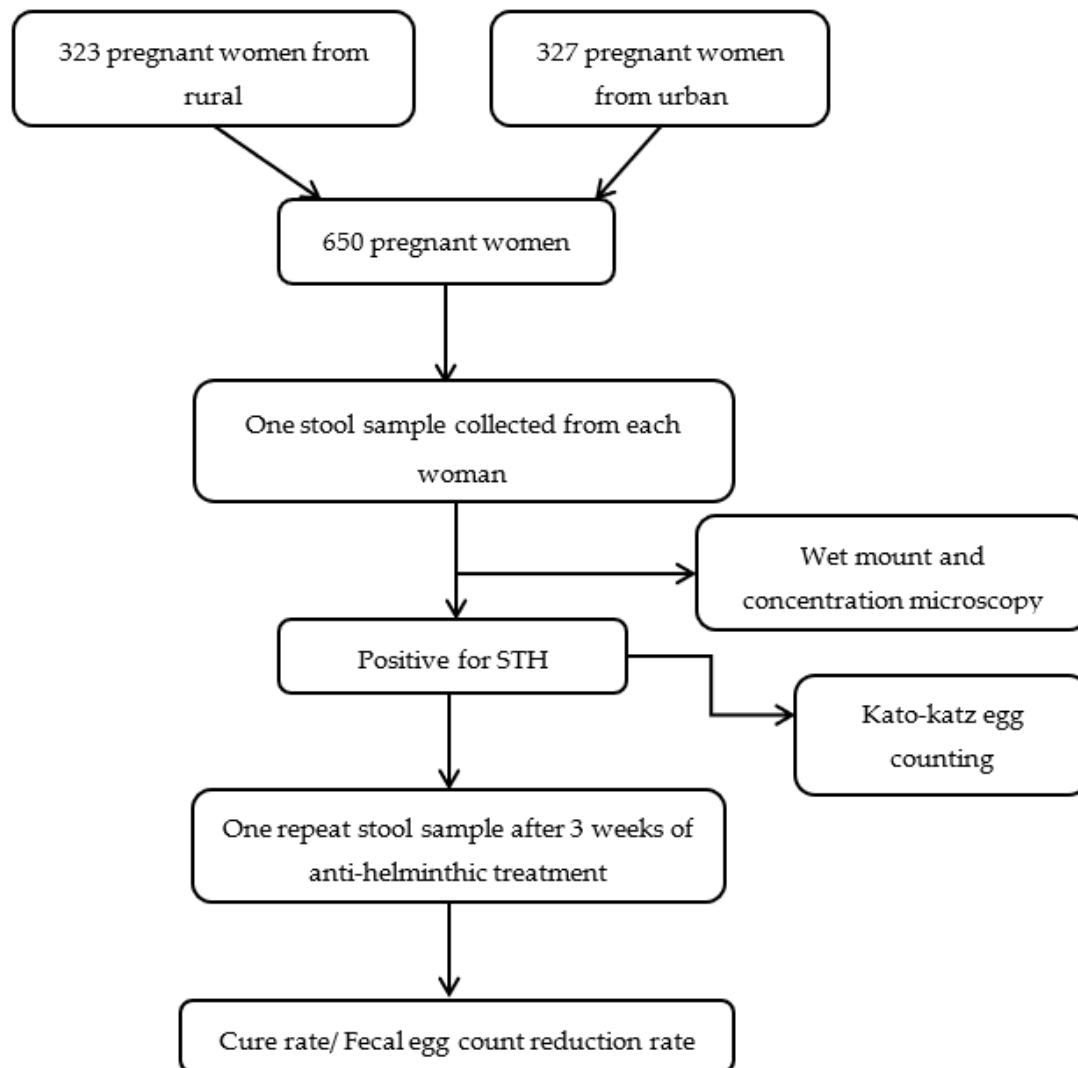 323 pregnant women from
rural
327 pregnant women
from urban
650 pregnant women
One stool sample collected from each
woman
Wet mount and
concentration microscopy
Positive for STH
Kato-katz egg
counting
One repeat stool sample after 3 weeks of
anti-helminthic treatment
Cure rate/ Fecal egg count reduction rate